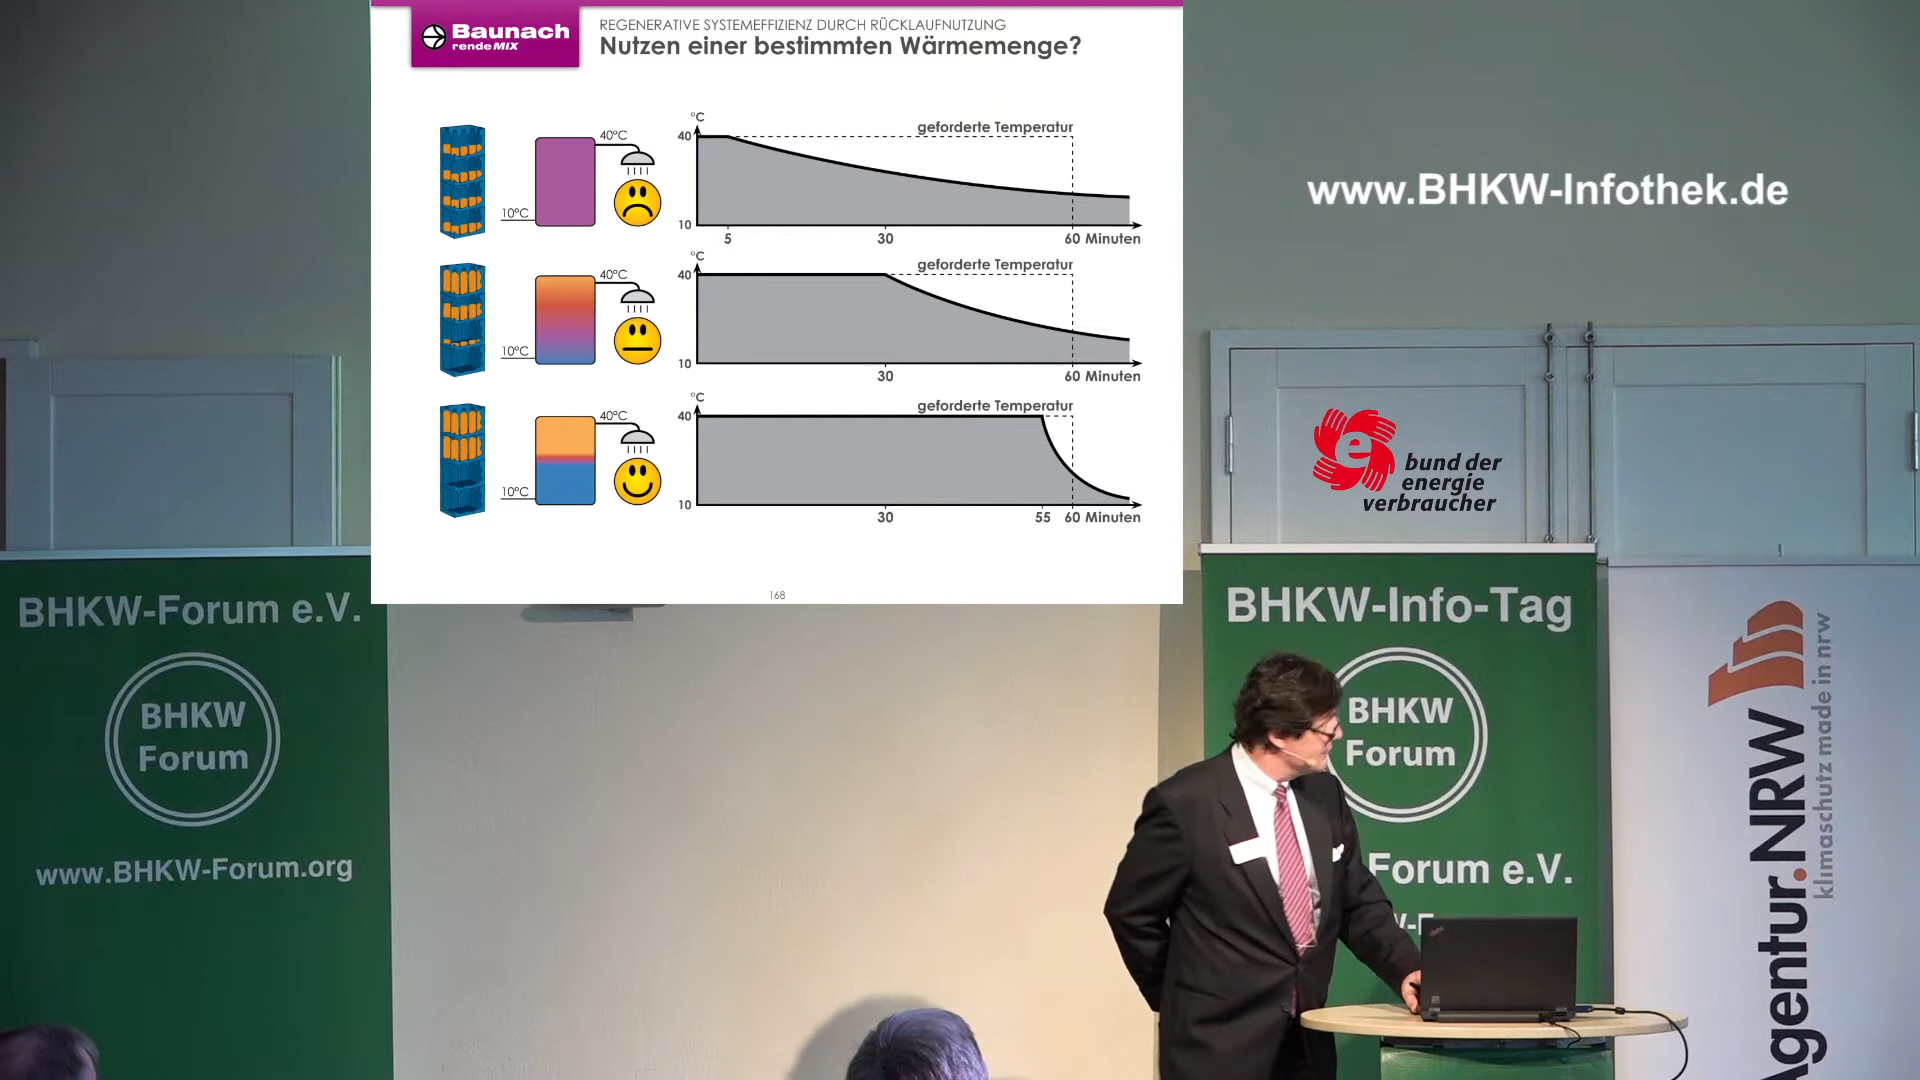 Baunach
rendeMIX
REGENERATIVE SYSTEMEFFIZIENZ DURCH RÜCKLAUFNUTZUNG
Nutzen einer bestimmten Wärmemenge?
40°C
10°C
°C
40
10
geforderte Temperatur
5
30
60 Minuten
40°C
10°C
°C
40
10
geforderte Temperatur
30
60 Minuten
40°C
10°C
°C
40
10
geforderte Temperatur
30
55
60 Minuten
168
www.BHKW-Infothek.de
e
bund der
energie
verbraucher
BHKW-Forum e.V.
BHKW
Forum
www.BHKW-Forum.org
BHKW-Info-Tag
BHKW
Forum
Forum e.V.
Agentur.NRW
klimaschutz made in nrw